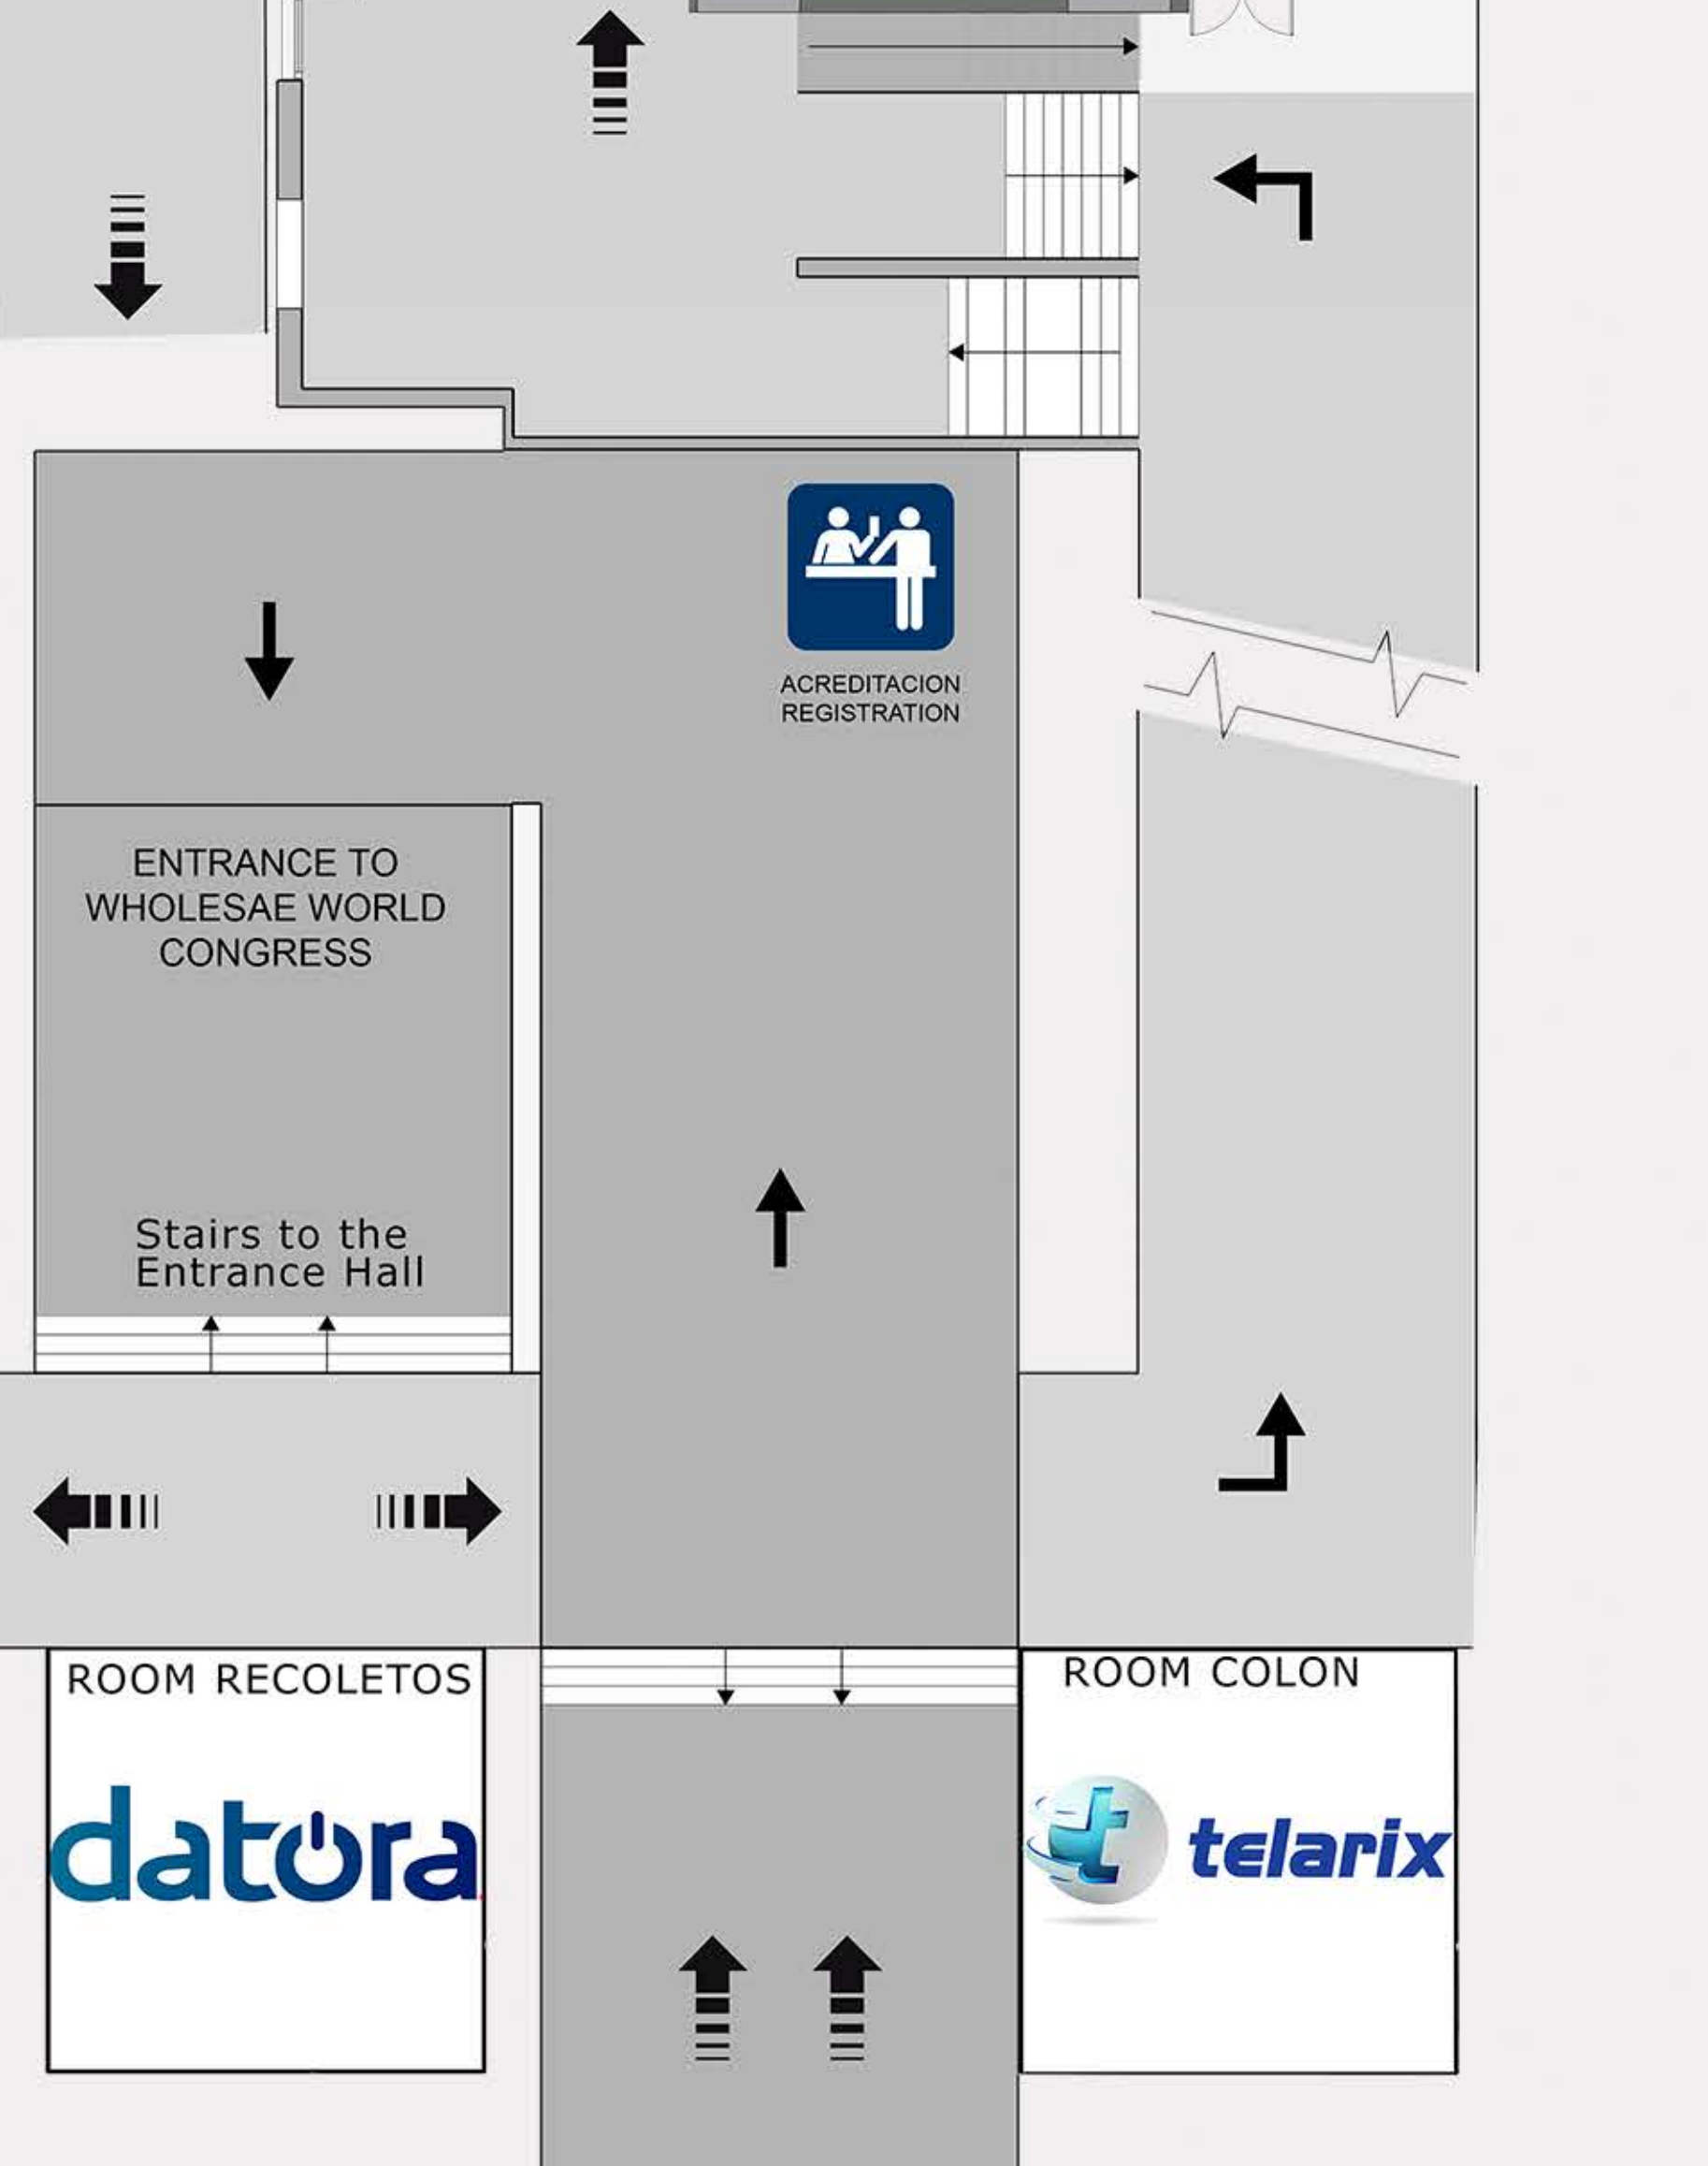 ACREDITACION
REGISTRATION
ENTRANCE TO
WHOLESAE WORLD
CONGRESS
Stairs to the
Entrance Hall
ROOM RECOLETOS
datora
ROOM COLON
t telarix